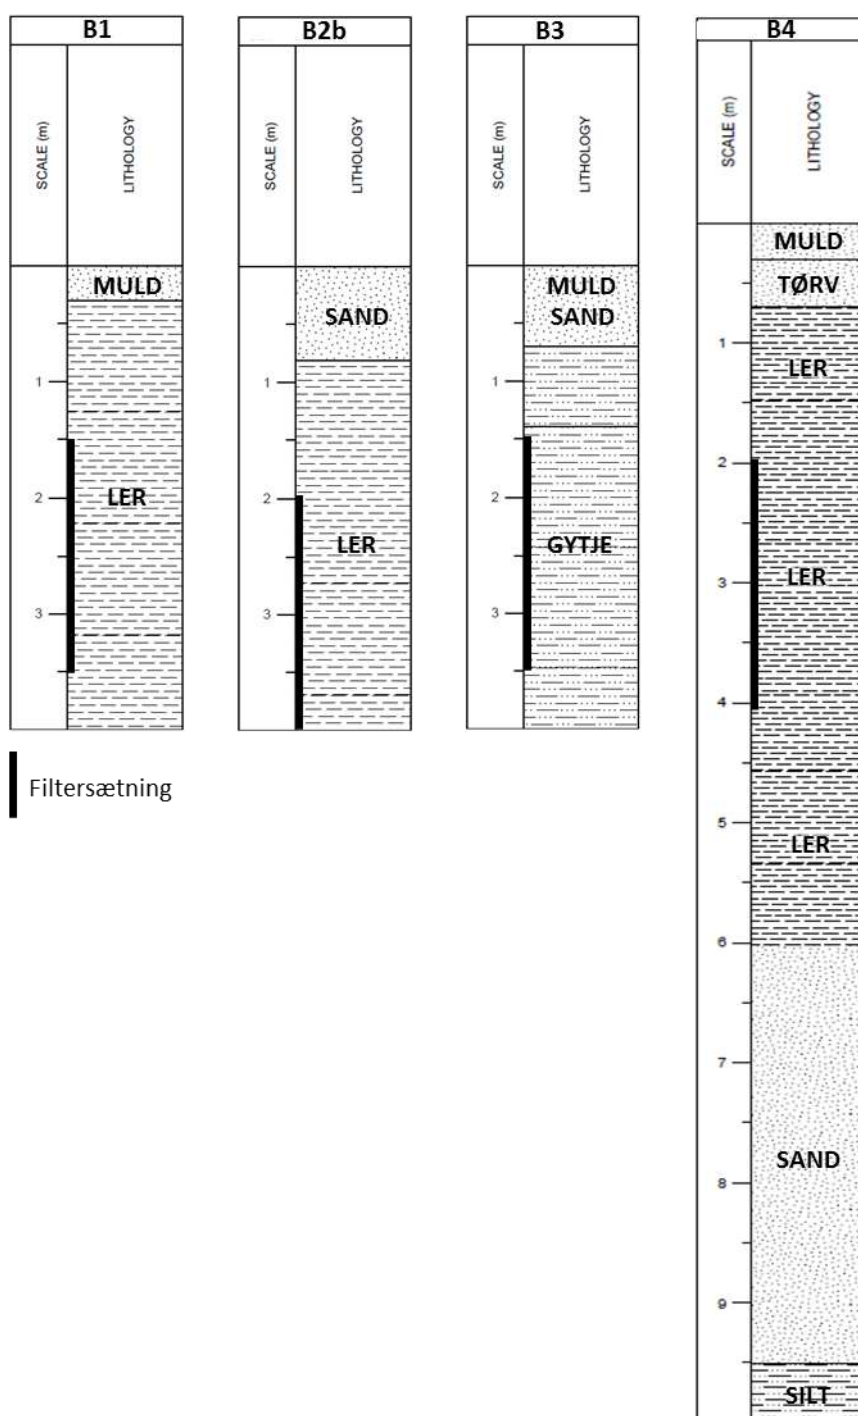 B1
SCALE (m)
LITHOLOGY
MULD
1
2
LER
3
Filtersætning
B2b
SCALE (m)
LITHOLOGY
SAND
1
2
LER
3
B3
SCALE (m)
LITHOLOGY
MULD
SAND
1
2
GYTJE
3
B4
SCALE (m)
LITHOLOGY
MULD
TØRV
1
LER
2
LER
3
4
5
LER
6
7
SAND
8
9
SILT